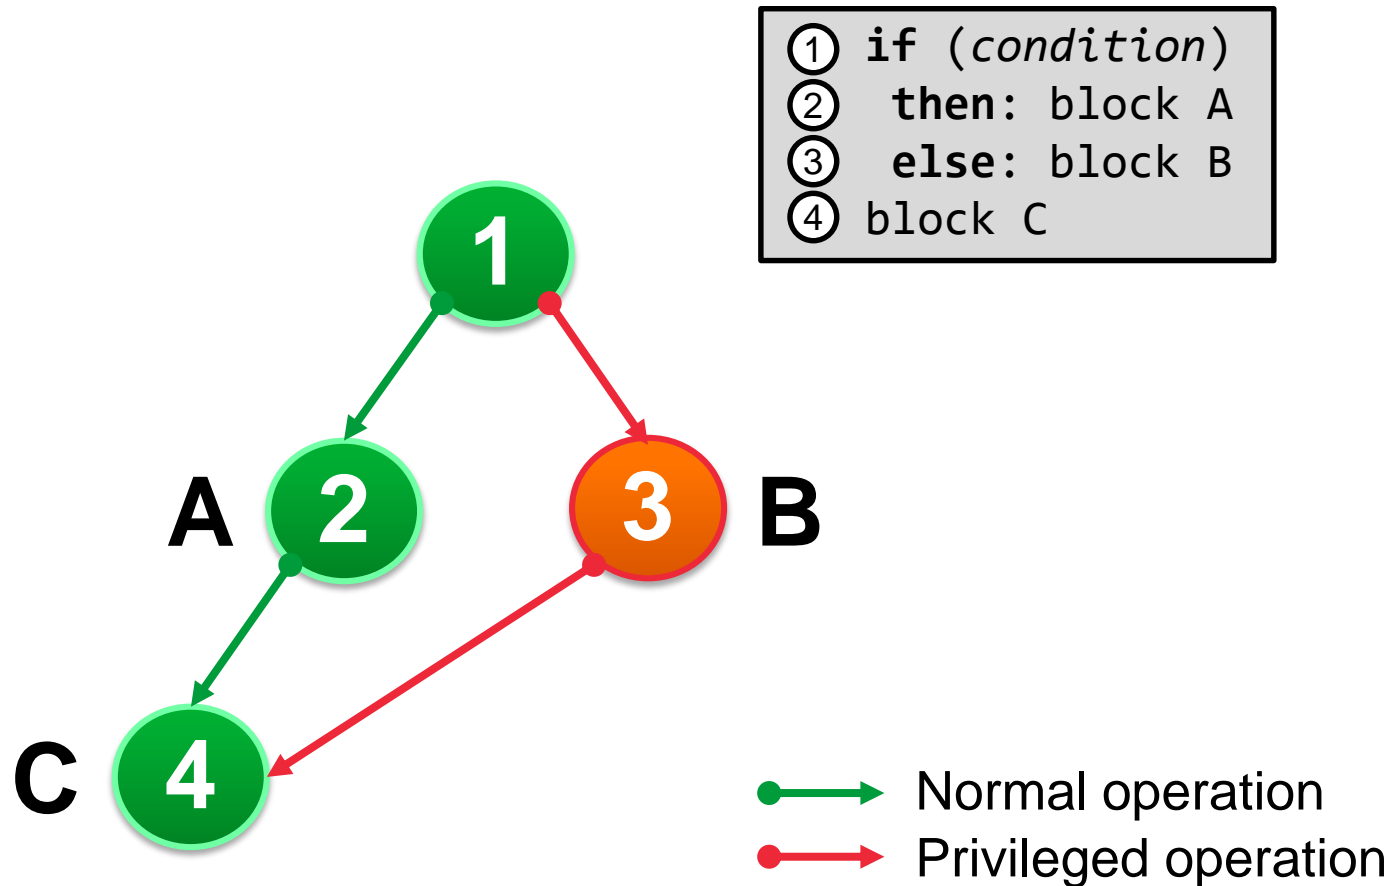 ① if (condition)
② then: block A
③ else: block B
④ block C
1
A 2
3 B
C 4
Normal operation
Privileged operation